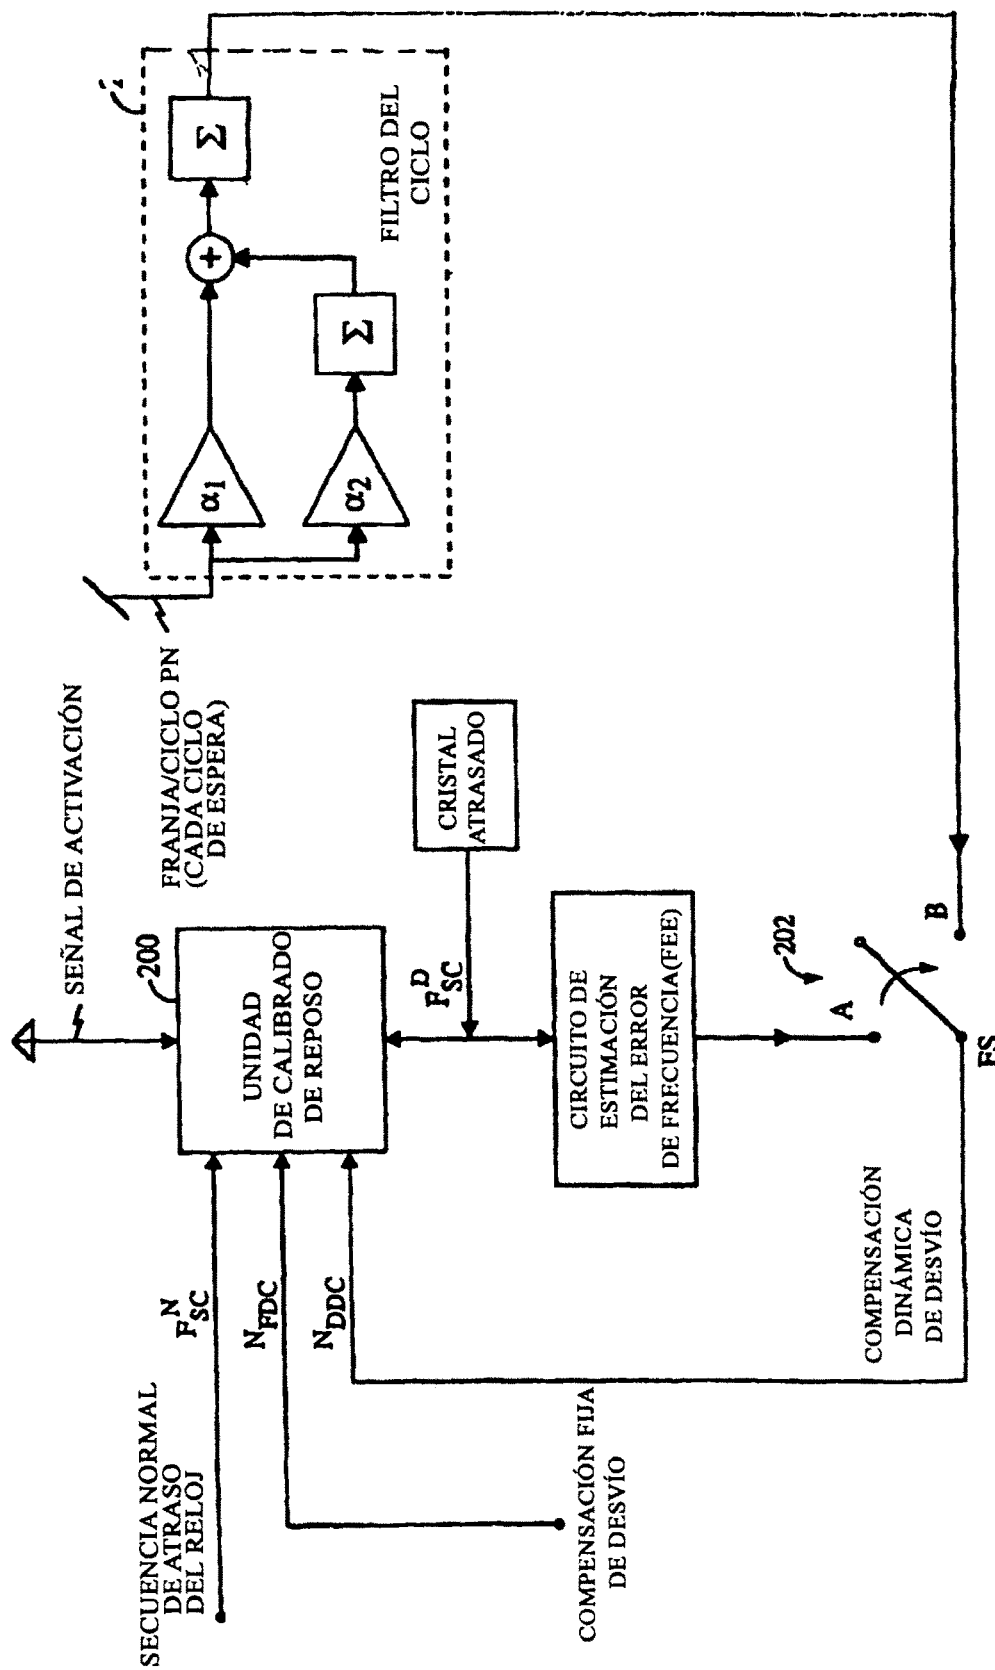 SECUENCIA NORMAL
DE ATRASO
DEL RELOJ
F^N_SC
N_FDC
N_DDC
COMPENSACIÓN FIJA
DE DESVÍO
SEÑAL DE ACTIVACIÓN
200
UNIDAD
DE CALIBRADO
DE REPOSO
F^D_SC
CRISTAL
ATRASADO
CIRCUITO DE
ESTIMACIÓN
DEL ERROR
DE FRECUENCIA(FEE)
COMPENSACIÓN
DINÁMICA
DE DESVÍO
A
202
B
FS
FRANJA/CICLO PN
(CADA CICLO
DE ESPERA)
α1
α2
Σ
+
Σ
FILTRO DEL
CICLO